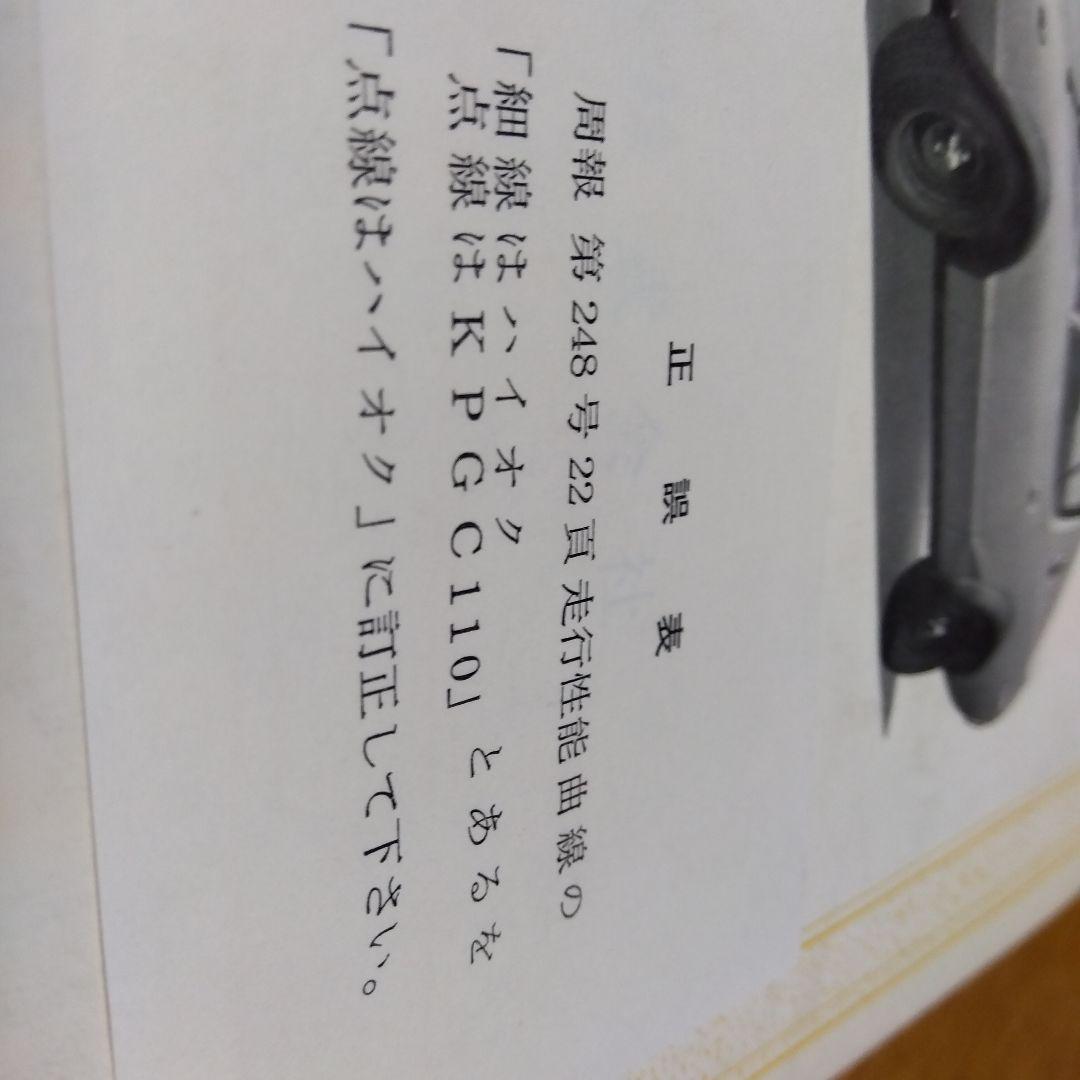 正誤表
周報第248号22頁走行性能曲線の
「細線はハイオク
点線はKPGC110」とあるを
「点線はハイオク」に訂正して下さい。